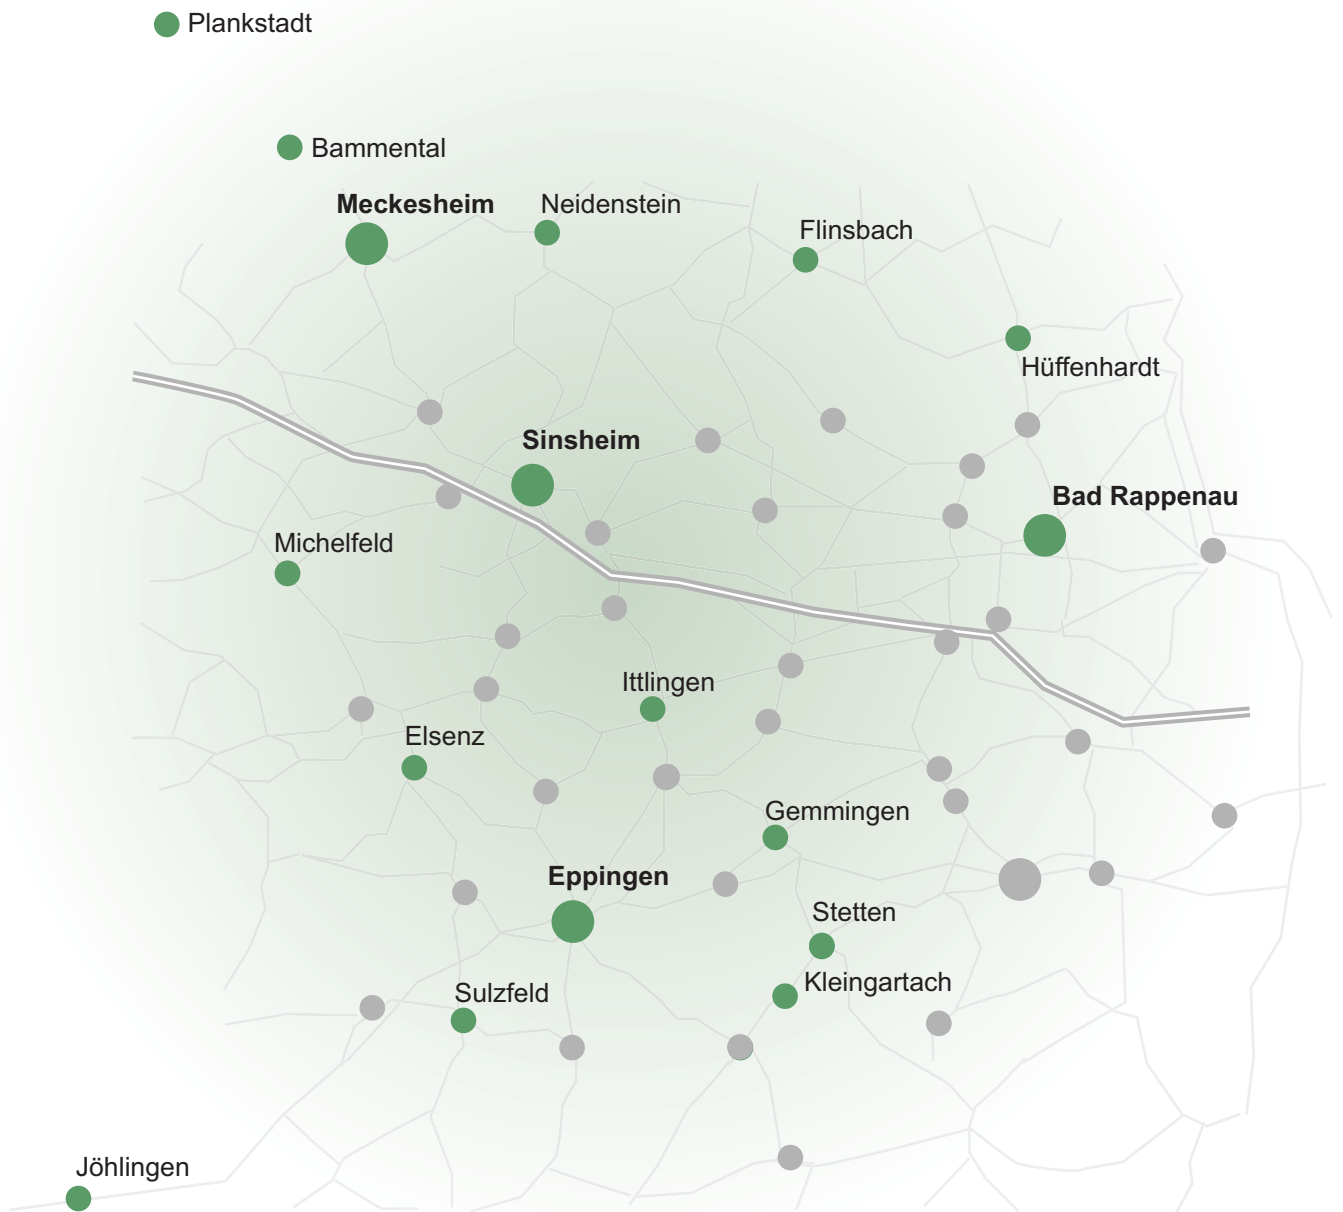 Plankstadt
Bammental
Meckesheim
Neidenstein
Flinsbach
Hüffenhardt
Sinsheim
Bad Rappenau
Michelfeld
Ittlingen
Elsenz
Gemmingen
Eppingen
Stetten
Kleingartach
Sulzfeld
Jöhlingen